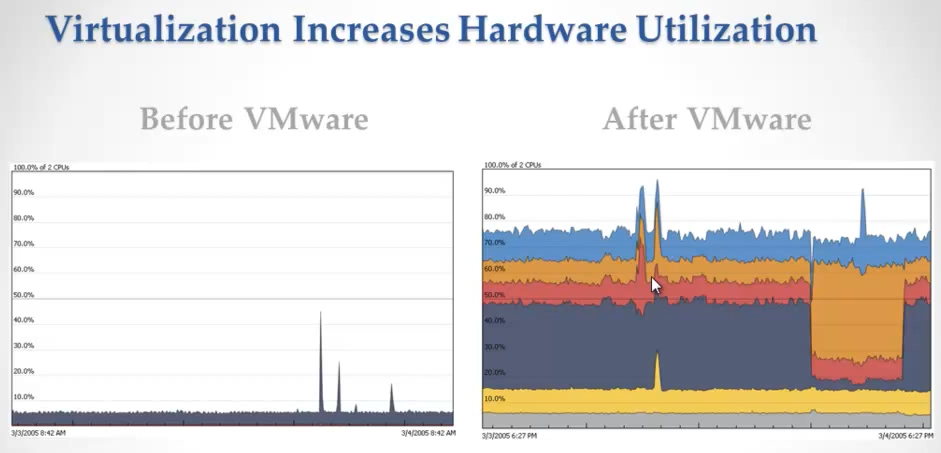 Virtualization Increases Hardware Utilization
Before VMware
After VMware
100.0% of 2 CPUs
90.0%
80.0%
70.0%
60.0%
50.0%
40.0%
30.0%
20.0%
10.0%
3/3/2005 8:42 AM
3/4/2005 8:42 AM
100.0% of 2 CPUs
90.0%
80.0%
70.0%
60.0%
50.0%
40.0%
30.0%
20.0%
10.0%
3/3/2005 6:27 PM
3/4/2005 6:27 PM